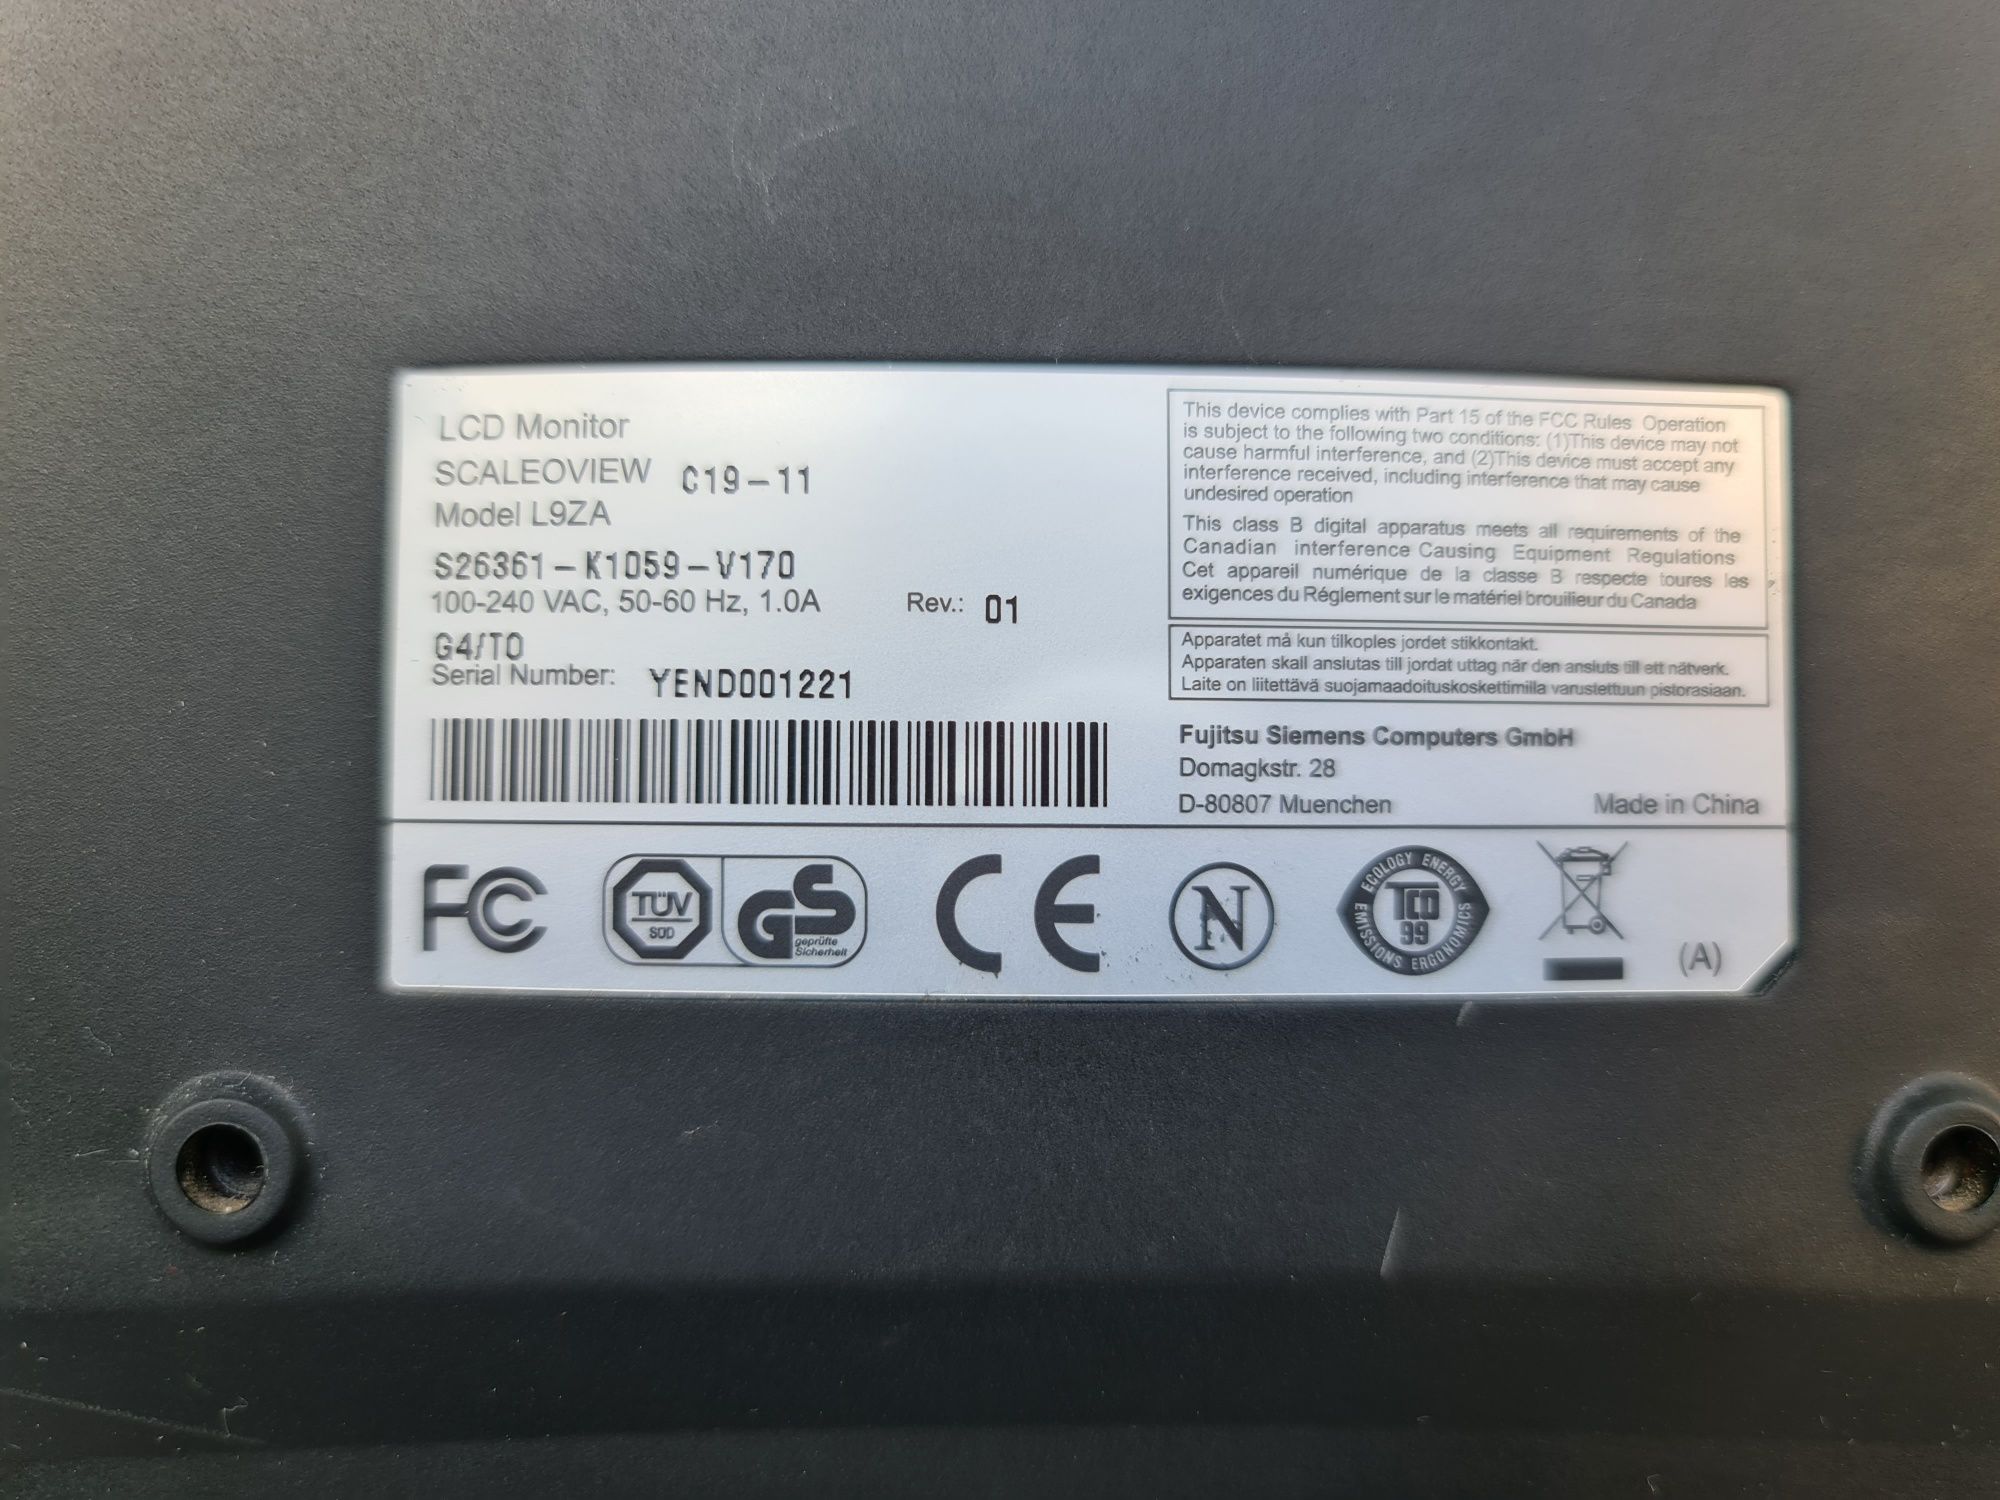 LCD Monitor
SCALEOVIEW C19-11
Model L9ZA
S26361-K1059-V170
100-240 VAC, 50-60 Hz, 1.0A Rev.: 01
G4/TO
Serial Number: YEND001221
This device complies with Part 15 of the FCC Rules Operation
is subject to the following two conditions: (1)This device may not
cause harmful interference, and (2)This device must accept any
interference received, including interference that may cause
undesired operation
This class B digital apparatus meets all requirements of the
Canadian interference Causing Equipment Regulations
Cet appareil numérique de la classe B respecte toures les
exigences du Réglement sur le matériel brouilieur du Canada
Apparatet må kun tilkoples jordet stikkontakt.
Apparaten skall anslutas till jordat uttag när den ansluts till ett nätverk.
Laite on liitettävä suojamaadoituskoskettimilla varustettuun pistorasiaan.
Fujitsu Siemens Computers GmbH
Domagkstr. 28
D-80807 Muenchen Made in China
FC
TÜV
SÜD
GS
geprüfte
Sicherheit
CE
N
ECOLOGY ENERGY
TCO
99
EMISSIONS ERGONOMICS
(A)